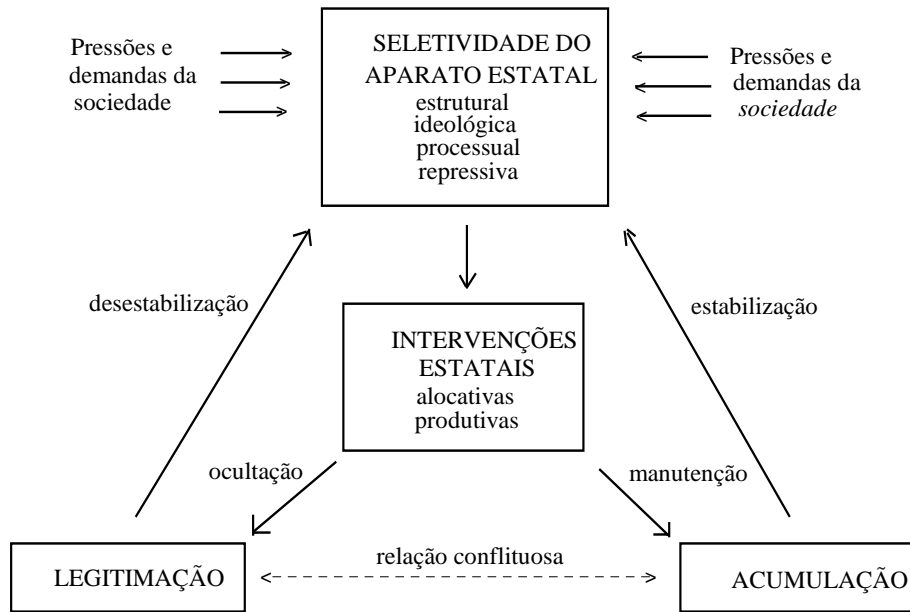 Pressões e
demandas da
sociedade
SELETIVIDADE DO
APARATO ESTATAL
estrutural
ideológica
processual
repressiva
Pressões e
demandas da
sociedade
desestabilização
estabilização
INTERVENÇÕES
ESTATAIS
alocativas
produtivas
ocultação
manutenção
LEGITIMAÇÃO
relação conflituosa
ACUMULAÇÃO